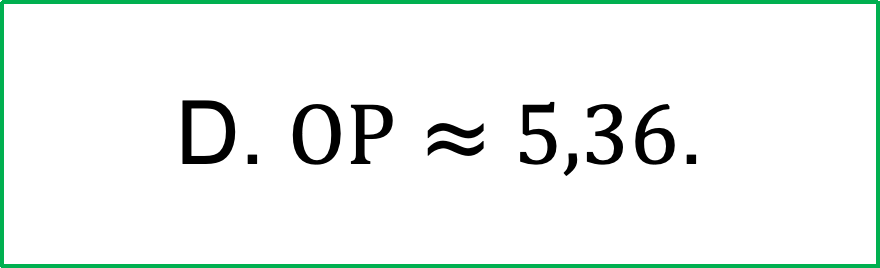 D. OP ≈ 5,36.